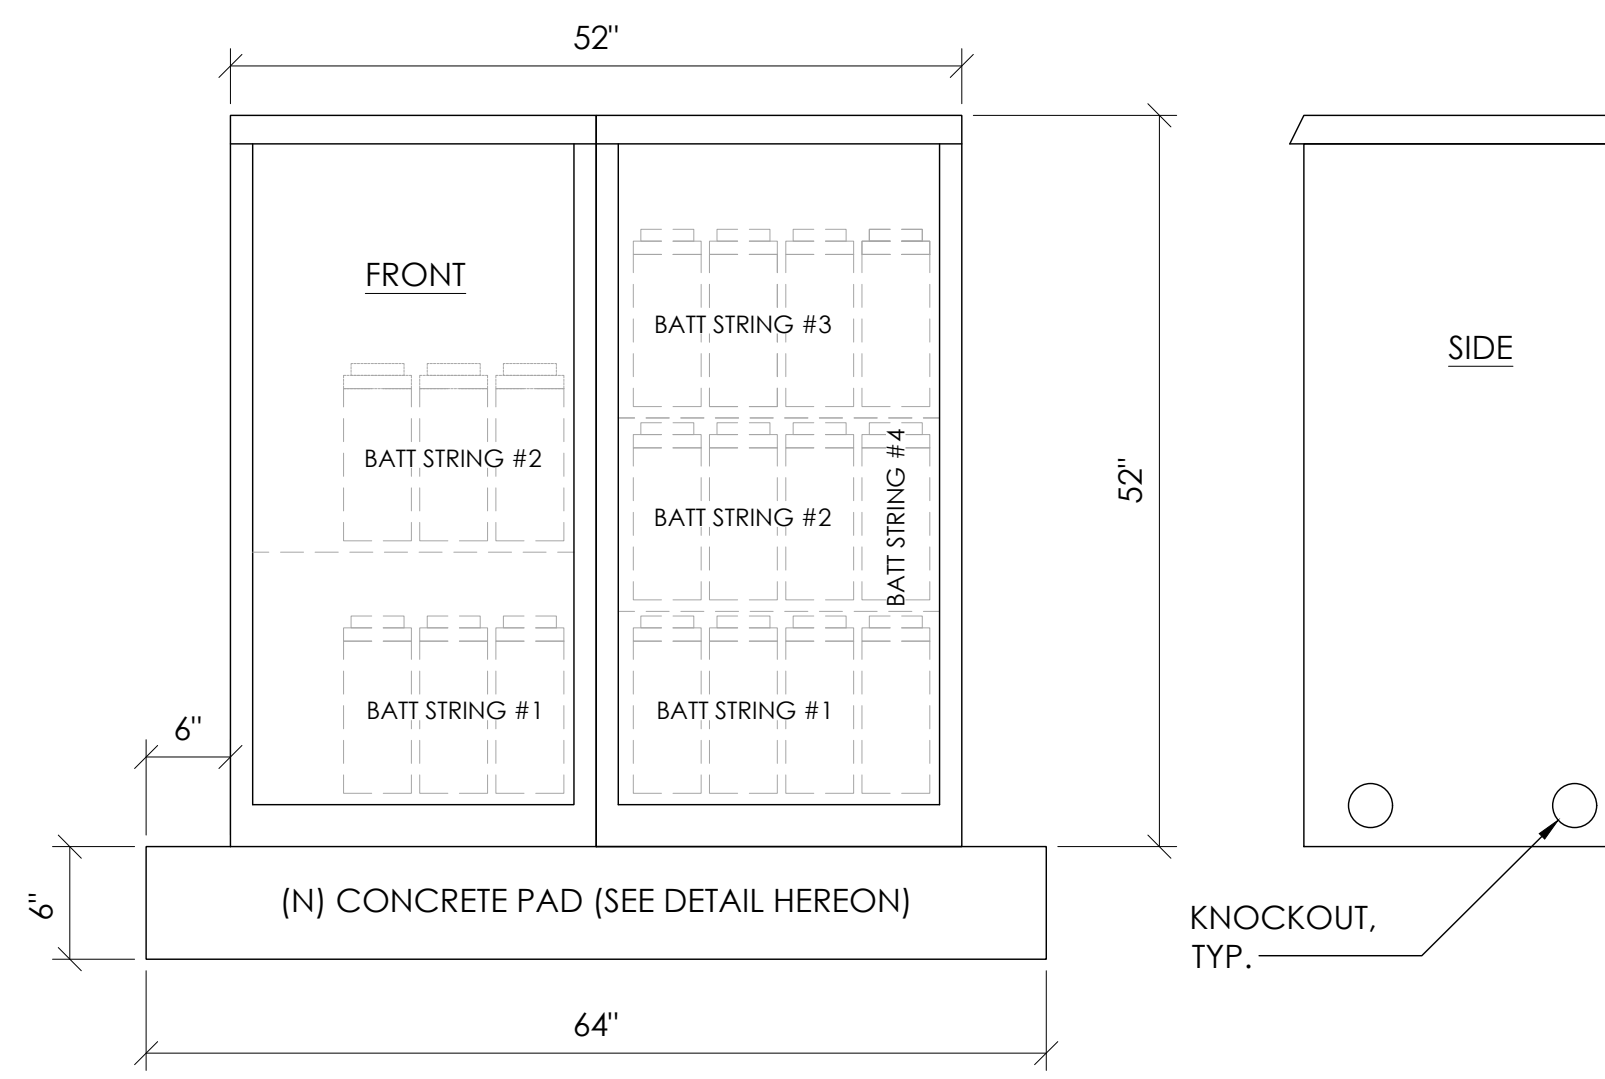 52"
FRONT
BATT STRING #3
SIDE
BATT STRING #2
BATT STRING #2
BATT STRING #4
52"
BATT STRING #1
BATT STRING #1
6"
6"
(N) CONCRETE PAD (SEE DETAIL HEREON)
KNOCKOUT,
TYP.
64"